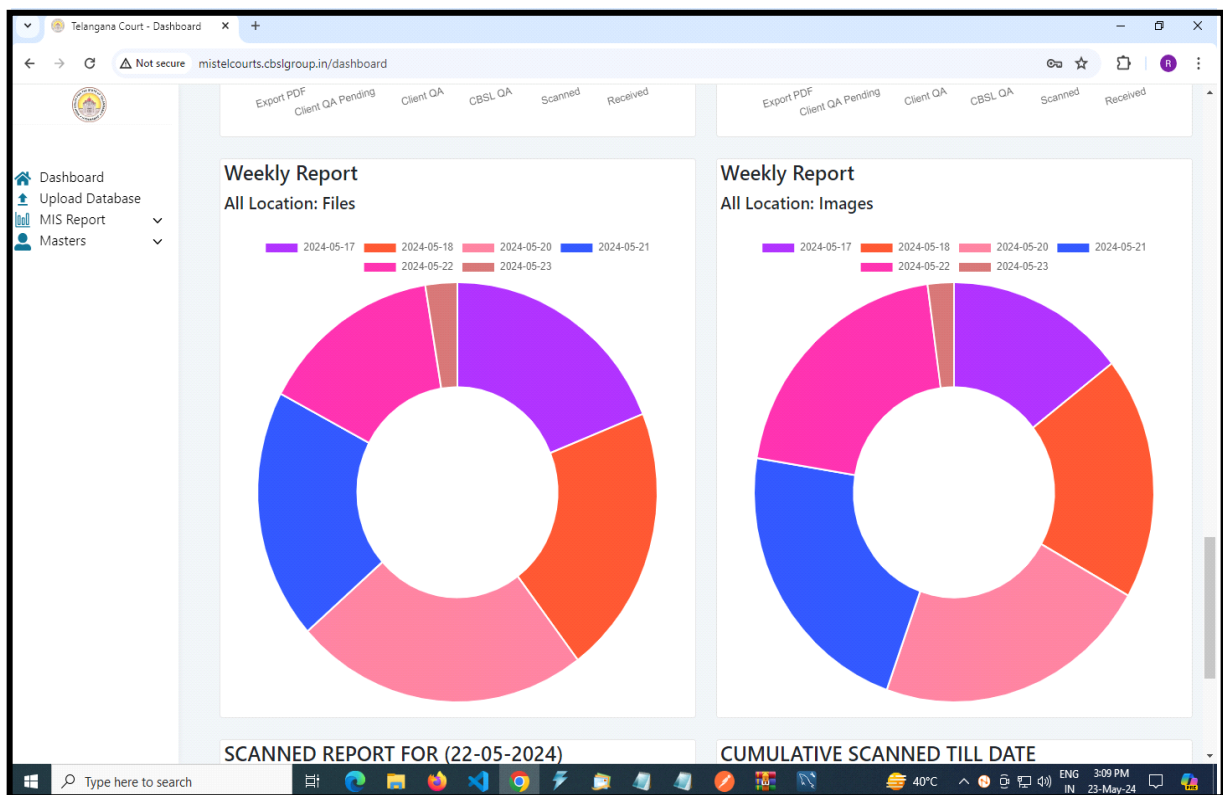 Telangana Court - Dashboard
Not secure mistelcourts.cbslgroup.in/dashboard
R
Export PDF Client QA Pending Client QA CBSL QA Scanned Received
Export PDF Client QA Pending Client QA CBSL QA Scanned Received
Dashboard
Upload Database
MIS Report
Masters
Weekly Report
All Location: Files
2024-05-17 2024-05-18 2024-05-20 2024-05-21
2024-05-22 2024-05-23
Weekly Report
All Location: Images
2024-05-17 2024-05-18 2024-05-20 2024-05-21
2024-05-22 2024-05-23
SCANNED REPORT FOR (22-05-2024)
CUMULATIVE SCANNED TILL DATE
Type here to search
40°C
ENG
IN
3:09 PM
23-May-24